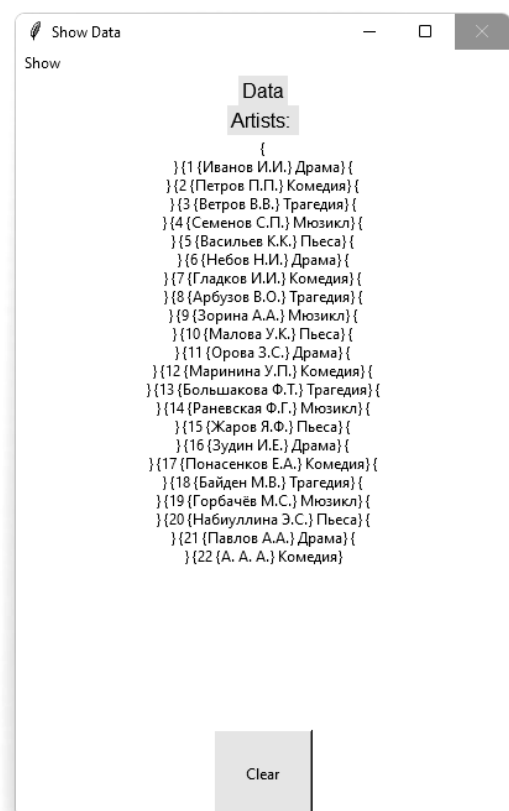 Show Data
Show
Data
Artists:
{
} {1 {Иванов И.И.} Драма} {
} {2 {Петров П.П.} Комедия} {
} {3 {Ветров В.В.} Трагедия} {
} {4 {Семенов С.П.} Мюзикл} {
} {5 {Васильев К.К.} Пьеса} {
} {6 {Небов Н.И.} Драма} {
} {7 {Гладков И.И.} Комедия} {
} {8 {Арбузов В.О.} Трагедия} {
} {9 {Зорина А.А.} Мюзикл} {
} {10 {Малова У.К.} Пьеса} {
} {11 {Орова З.С.} Драма} {
} {12 {Маринина У.П.} Комедия} {
} {13 {Большакова Ф.Т.} Трагедия} {
} {14 {Раневская Ф.Г.} Мюзикл} {
} {15 {Жаров Я.Ф.} Пьеса} {
} {16 {Зудин И.Е.} Драма} {
} {17 {Понасенков Е.А.} Комедия} {
} {18 {Байден М.В.} Трагедия} {
} {19 {Горбачёв М.С.} Мюзикл} {
} {20 {Набиуллина Э.С.} Пьеса} {
} {21 {Павлов А.А.} Драма} {
} {22 {А. А. А.} Комедия}
Clear